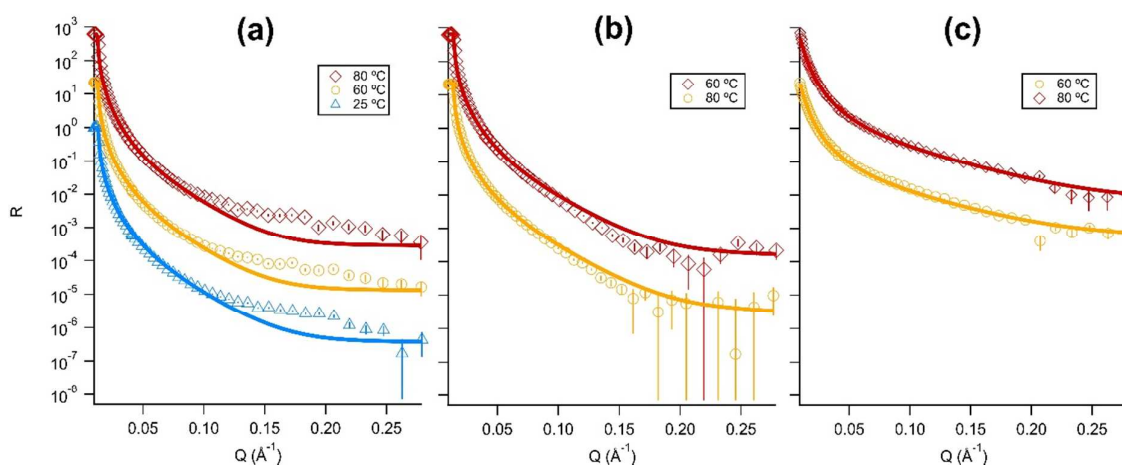 (a)
(b)
(c)
10³
10²
10¹
10⁰
10⁻¹
10⁻²
10⁻³
10⁻⁴
10⁻⁵
10⁻⁶
10⁻⁷
10⁻⁸
R
80 ºC
60 ºC
25 ºC
60 ºC
80 ºC
60 ºC
80 ºC
0.05 0.10 0.15 0.20 0.25
0.05 0.10 0.15 0.20 0.25
0.05 0.10 0.15 0.20 0.25
Q (Å⁻¹)
Q (Å⁻¹)
Q (Å⁻¹)